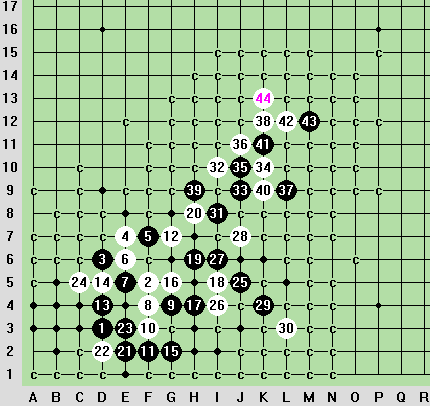 17
16
15 C C C C C C
14 C C C C C C C C
13 C C C C 44 C C C C
12 C C C C C 38 42 43 C C C
11 C C C C 36 41 C C C C
10 C C C C 32 35 34 C C C C
9 C C C C 39 C 33 40 37 C C C C
8 C C C C 20 31 C C C C C C
7 C C C C 4 5 12 C 28 C C C C C
6 C C C 3 6 C 19 27 C C C C
5 C 24 14 7 2 16 18 25 C C C
4 13 8 9 17 26 29 C C C
3 1 23 10 C C C 30 C C
2 C 22 21 11 15 C C C C C
1 C C C C C C C C C C C C C
A B C D E F G H I J K L M N O P Q R